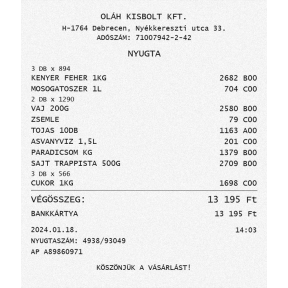 OLÁH KISBOLT KFT.
H-1764 Debrecen, Nyékkereszti utca 33.
ADÓSZÁM: 71007942-2-42
NYUGTA
3 DB x 894
KENYER FEHER 1KG 2682 B00
MOSOGATOSZER 1L 704 C00
2 DB x 1290
VAJ 200G 2580 B00
ZSEMLE 79 C00
TOJAS 10DB 1163 A00
ASVANYVIZ 1,5L 201 C00
PARADICSOM KG 1379 B00
SAJT TRAPPISTA 500G 2709 B00
3 DB x 566
CUKOR 1KG 1698 C00
VÉGÖSSZEG: 13 195 Ft
BANKKÁRTYA 13 195 Ft
2024.01.18. 14:03
NYUGTASZÁM: 4938/93049
AP A89860971
KÖSZÖNJÜK A VÁSÁRLÁST!